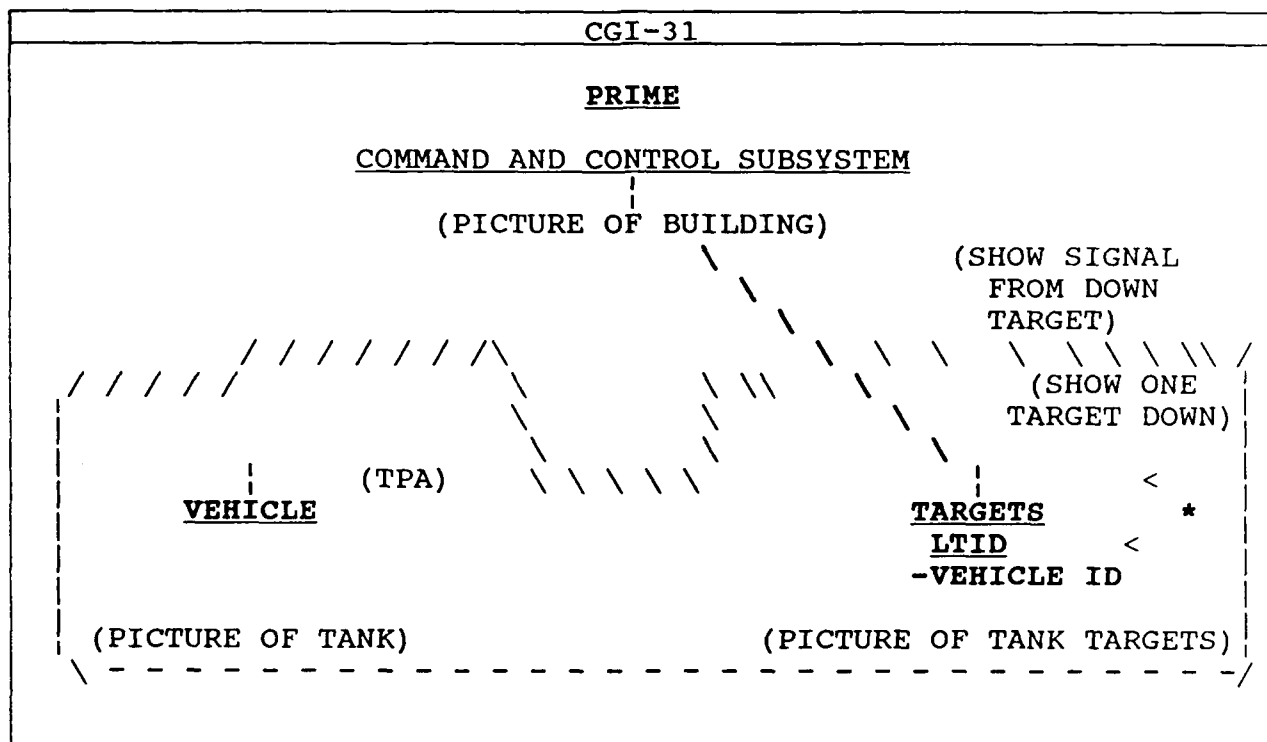 CGI-31
PRIME
COMMAND AND CONTROL SUBSYSTEM
(PICTURE OF BUILDING)
(SHOW SIGNAL
FROM DOWN
TARGET)
(SHOW ONE
TARGET DOWN)
(TPA)
VEHICLE
TARGETS
LTID
-VEHICLE ID
(PICTURE OF TANK)
(PICTURE OF TANK TARGETS)